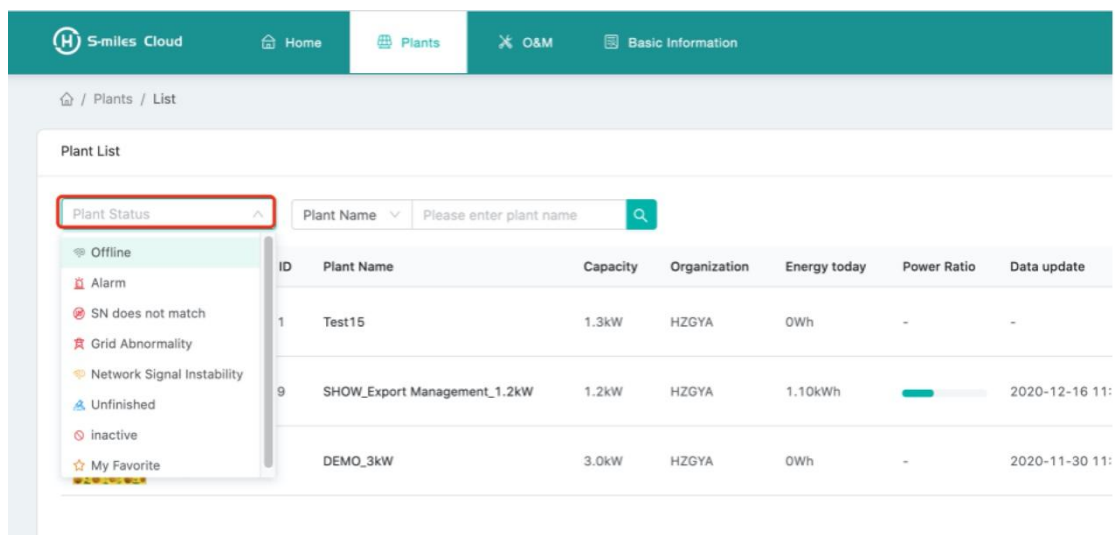 S-miles Cloud Home Plants O&M Basic Information
/ Plants / List
Plant List
Plant Status Plant Name Please enter plant name
Offline
ID Plant Name Capacity Organization Energy today Power Ratio Data update
Alarm
SN does not match
1 Test15 1.3kW HZGYA 0Wh - -
Grid Abnormality
Network Signal Instability
9 SHOW_Export Management_1.2kW 1.2kW HZGYA 1.10kWh 2020-12-16 11:
Unfinished
inactive
My Favorite
DEMO_3kW 3.0kW HZGYA 0Wh - 2020-11-30 11: